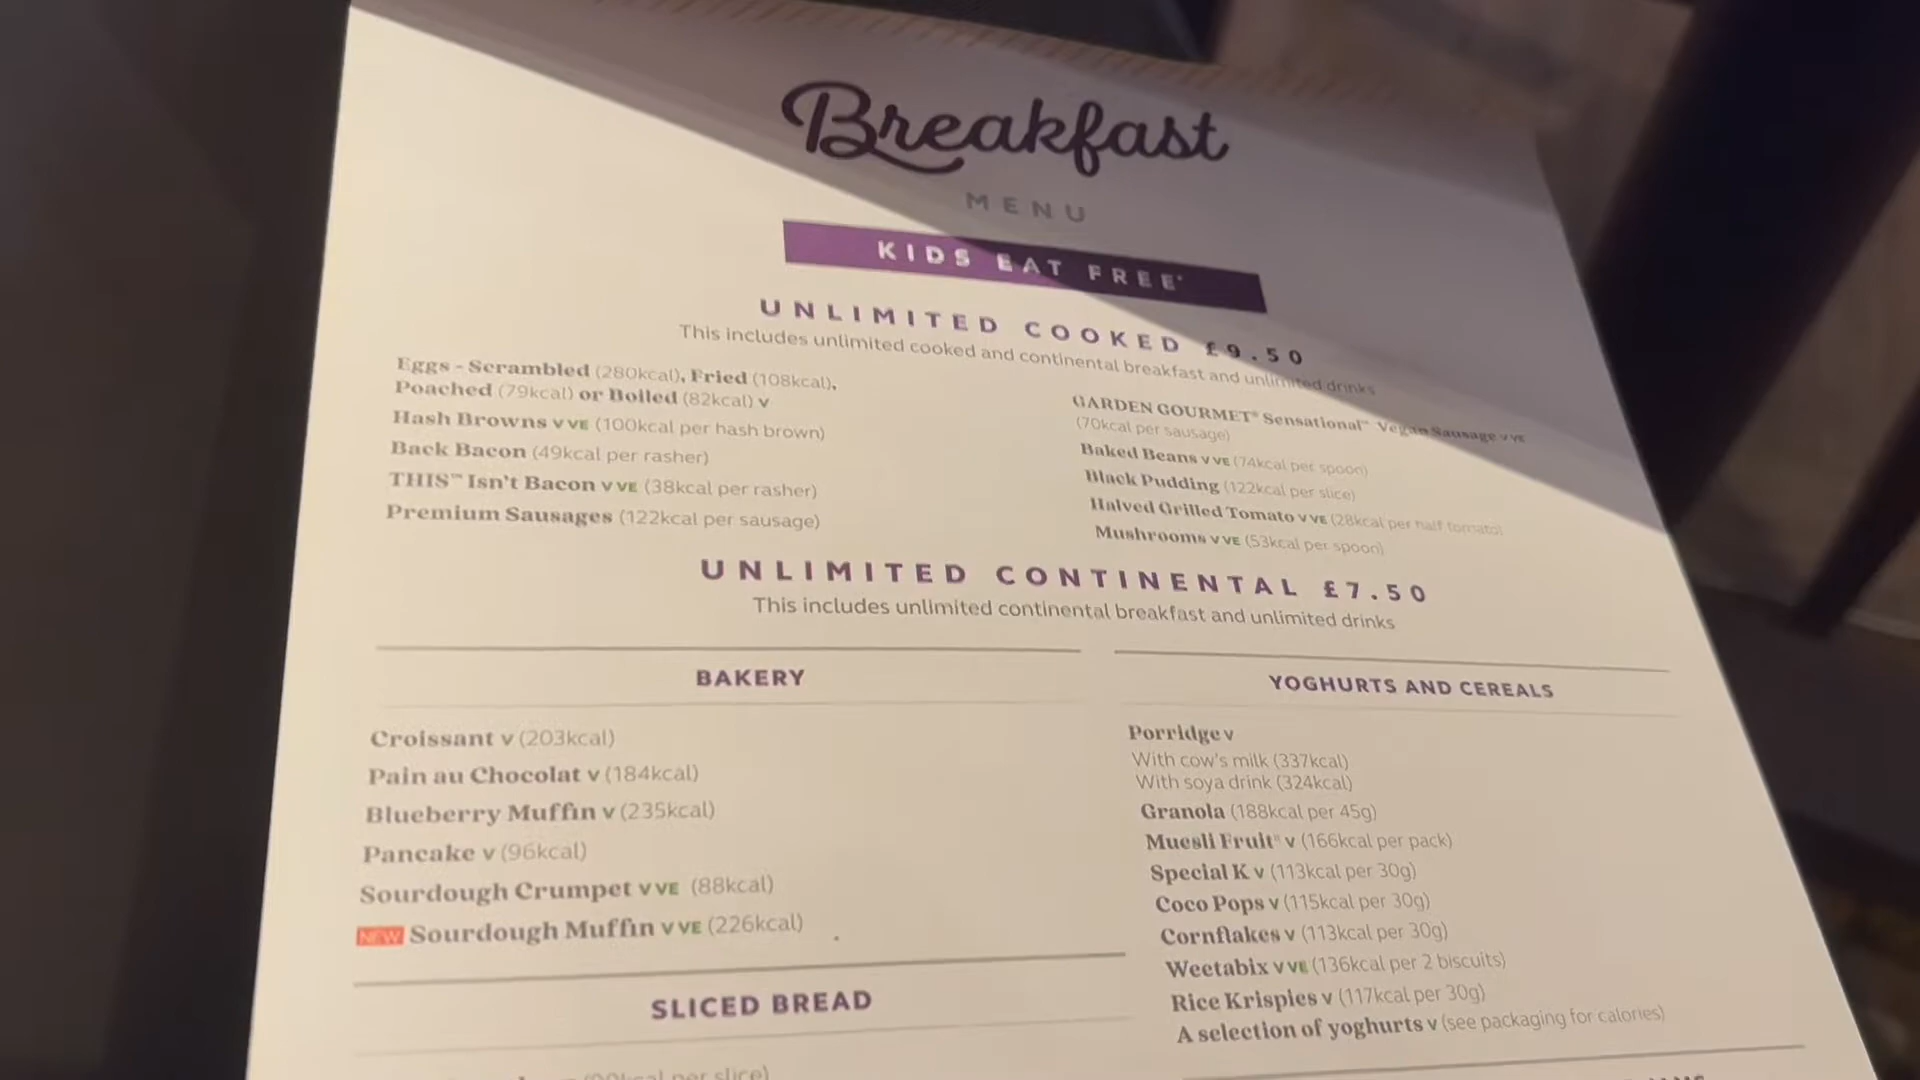 Breakfast
MENU
KIDS EAT FREE*
UNLIMITED COOKED £9.50
This includes unlimited cooked and continental breakfast and unlimited drinks
Eggs - Scrambled (280kcal), Fried (108kcal),
Poached (79kcal) or Boiled (82kcal) V
Hash Browns V VE (100kcal per hash brown)
Back Bacon (49kcal per rasher)
THIS™ Isn't Bacon V VE (38kcal per rasher)
Premium Sausages (122kcal per sausage)
GARDEN GOURMET® Sensational™ Vegan Sausage V VE
(70kcal per sausage)
Baked Beans V VE (74kcal per spoon)
Black Pudding (122kcal per slice)
Halved Grilled Tomato V VE (28kcal per half tomato)
Mushrooms V VE (53kcal per spoon)
UNLIMITED CONTINENTAL £7.50
This includes unlimited continental breakfast and unlimited drinks
BAKERY
Croissant V (203kcal)
Pain au Chocolat V (184kcal)
Blueberry Muffin V (235kcal)
Pancake V (96kcal)
Sourdough Crumpet V VE (88kcal)
NEW Sourdough Muffin V VE (226kcal)
SLICED BREAD
per slice)
YOGHURTS AND CEREALS
Porridge V
With cow's milk (337kcal)
With soya drink (324kcal)
Granola (188kcal per 45g)
Muesli Fruit® V (166kcal per pack)
Special K V (113kcal per 30g)
Coco Pops V (115kcal per 30g)
Cornflakes V (113kcal per 30g)
Weetabix V VE (136kcal per 2 biscuits)
Rice Krispies V (117kcal per 30g)
A selection of yoghurts V (see packaging for calories)